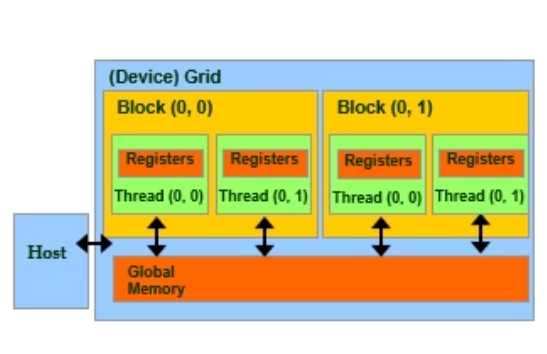 (Device) Grid
Block (0, 0)
Block (0, 1)
Registers
Registers
Registers
Registers
Thread (0, 0)
Thread (0, 1)
Thread (0, 0)
Thread (0, 1)
Host
Global
Memory